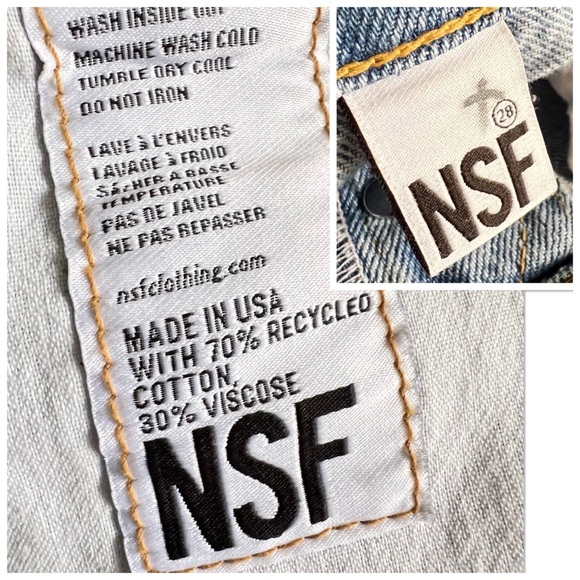 WASH INSIDE OUT
MACHINE WASH COLD
TUMBLE DRY COOL
DO NOT IRON
LAVE à L'ENVERS
LAVAGE à FROID
SÉCHER A BASSE
TEMPERATURE
PAS DE JAVEL
NE PAS REPASSER
nsfclothing.com
MADE IN USA
WITH 70% RECYCLED
COTTON,
30% VISCOSE
NSF
28
NSF